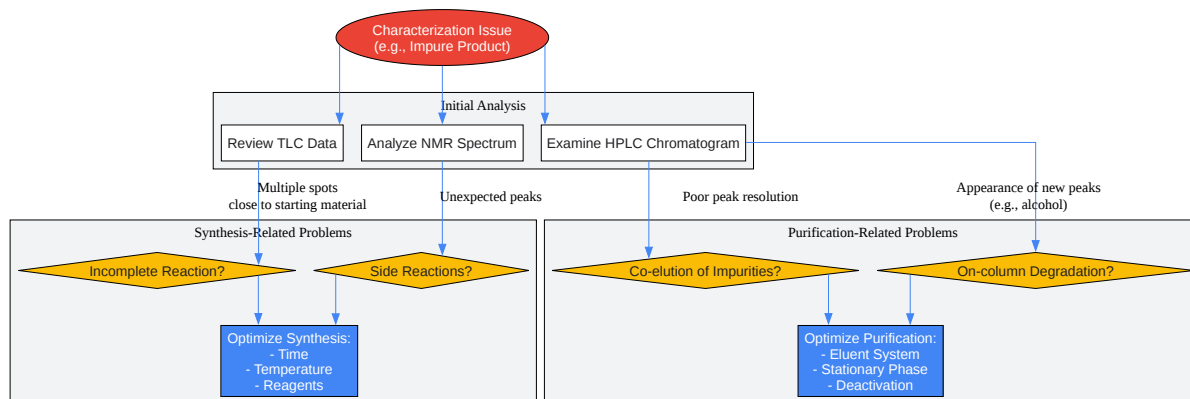 Characterization Issue
(e.g., Impure Product)
Initial Analysis
Review TLC Data
Analyze NMR Spectrum
Examine HPLC Chromatogram
Multiple spots
close to starting material
Unexpected peaks
Poor peak resolution
Appearance of new peaks
(e.g., alcohol)
Synthesis-Related Problems
Purification-Related Problems
Incomplete Reaction?
Side Reactions?
Co-elution of Impurities?
On-column Degradation?
Optimize Synthesis:
- Time
- Temperature
- Reagents
Optimize Purification:
- Eluent System
- Stationary Phase
- Deactivation